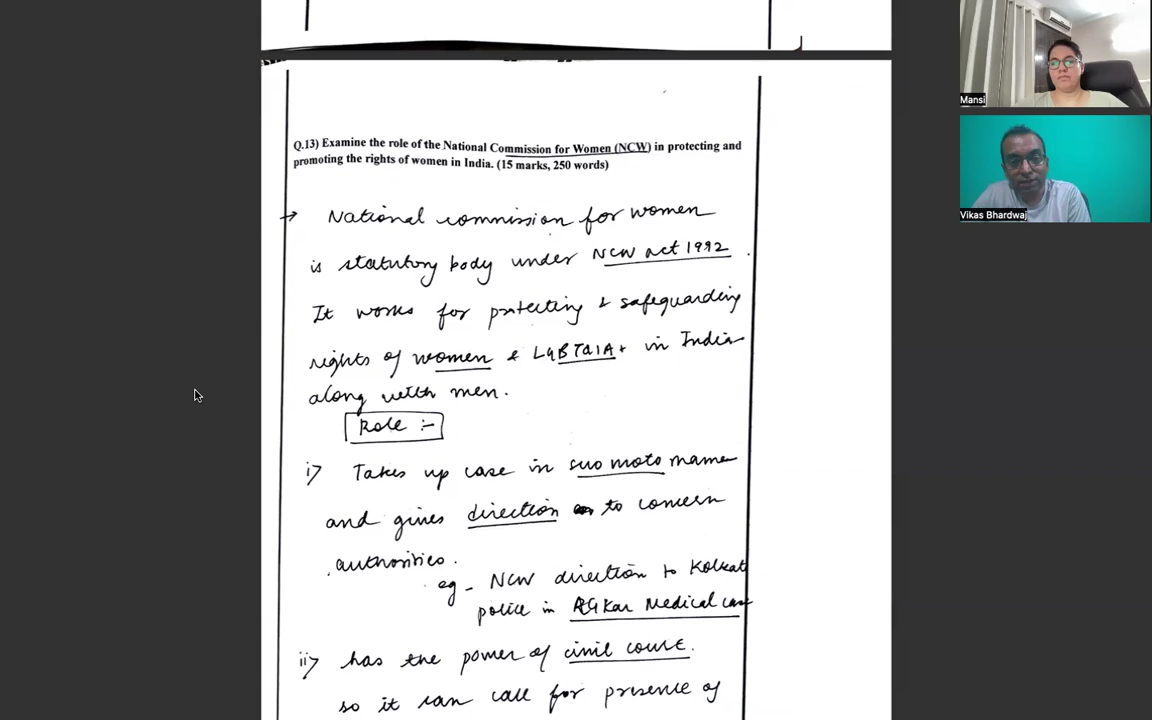 Q.13) Examine the role of the National Commission for Women (NCW) in protecting and
promoting the rights of women in India. (15 marks, 250 words)
→ National commission for women
is statutory body under NCW act 1992.
It works for protecting & safeguarding
rights of women & LGBTQIA+ in India
along with men.
Role :-
i) Takes up case in suo moto manner
and gives direction to concern
authorities.
eg - NCW direction to Kolkata
police in RG Kar Medical case
ii) has the power of civil court.
so it can call for presence of
Mansi
Vikas Bhardwaj